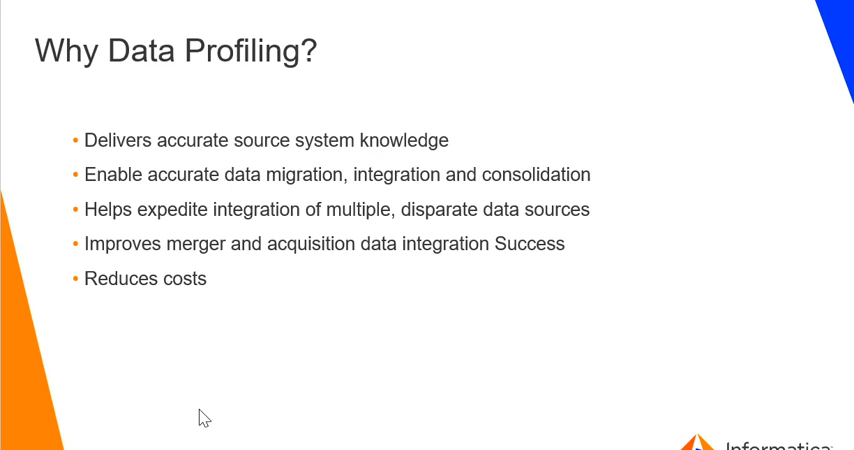 Why Data Profiling?
• Delivers accurate source system knowledge
• Enable accurate data migration, integration and consolidation
• Helps expedite integration of multiple, disparate data sources
• Improves merger and acquisition data integration Success
• Reduces costs
Informatica